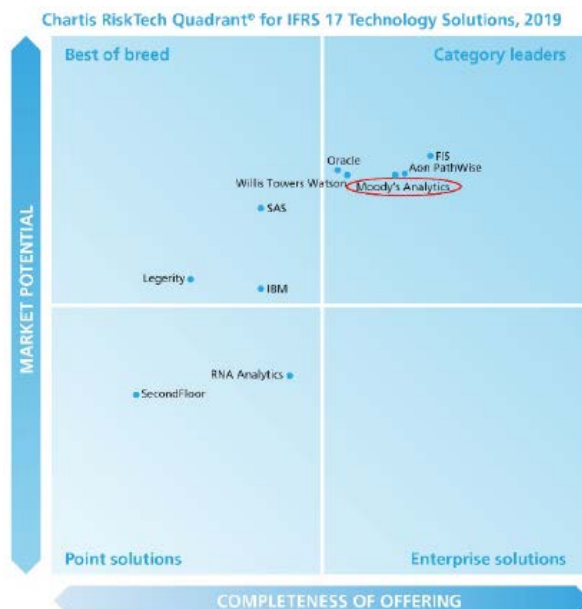 Chartis RiskTech Quadrant® for IFRS 17 Technology Solutions, 2019
Best of breed
Category leaders
FIS
Oracle
Aon PathWise
Willis Towers Watson
Moody's Analytics
SAS
Legerity
IBM
RNA Analytics
SecondFloor
Point solutions
Enterprise solutions
MARKET POTENTIAL
COMPLETENESS OF OFFERING